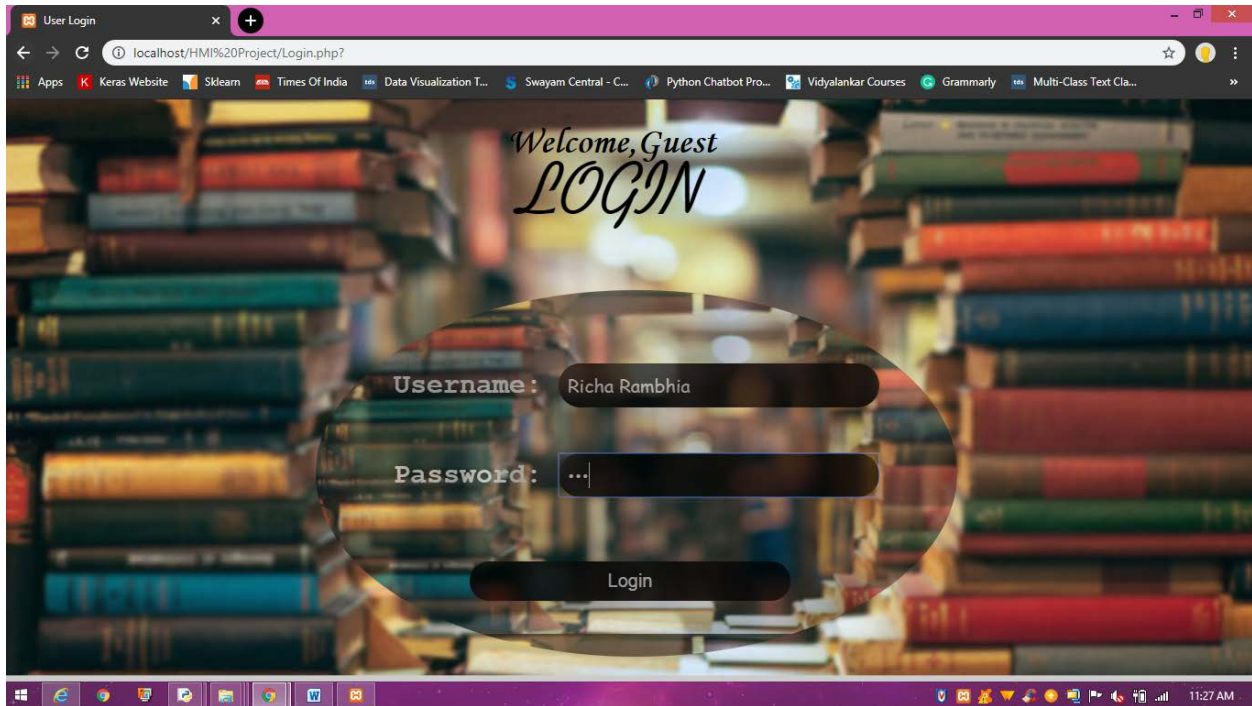 User Login
localhost/HMI%20Project/Login.php?
Apps Keras Website Sklearn Times Of India Data Visualization T... Swayam Central - C... Python Chatbot Pro... Vidyalankar Courses Grammarly Multi-Class Text Cla... »
Welcome,Guest
LOGIN
Username: Richa Rambhia
Password: •••
Login
11:27 AM